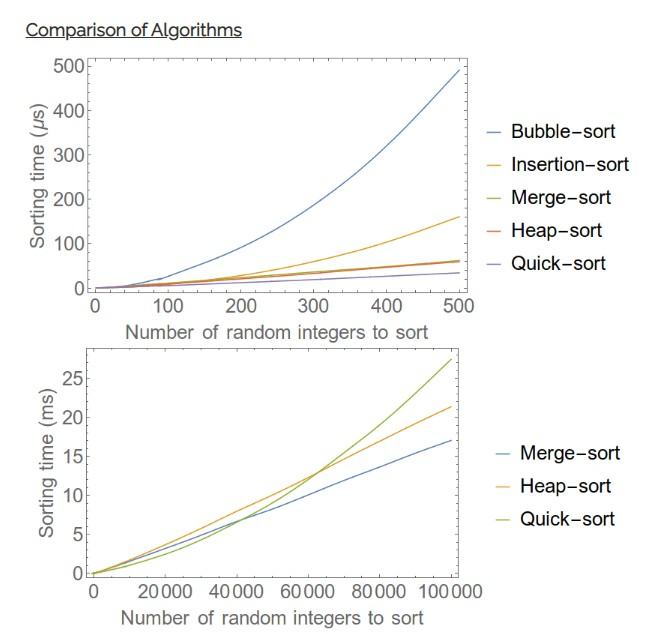 Comparison of Algorithms
500
400
300
200
100
0
Sorting time (μs)
0 100 200 300 400 500
Number of random integers to sort
Bubble-sort
Insertion-sort
Merge-sort
Heap-sort
Quick-sort
25
20
15
10
5
0
Sorting time (ms)
0 20000 40000 60000 80000 100000
Number of random integers to sort
Merge-sort
Heap-sort
Quick-sort